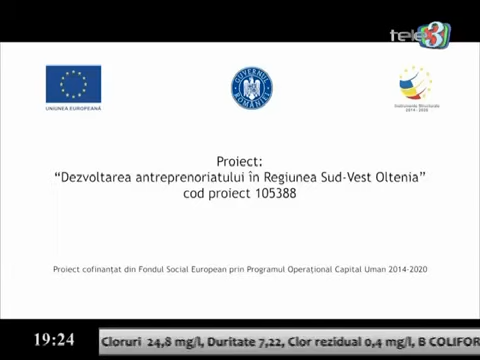 tele 3
UNIUNEA EUROPEANĂ
GUVERNUL ROMÂNIEI
Instrumente Structurale
2014 - 2020
Proiect:
“Dezvoltarea antreprenoriatului în Regiunea Sud-Vest Oltenia”
cod proiect 105388
Proiect cofinanțat din Fondul Social European prin Programul Operațional Capital Uman 2014-2020
19:24
Cloruri 24,8 mg/l, Duritate 7,22, Clor rezidual 0,4 mg/l, B COLIFOR